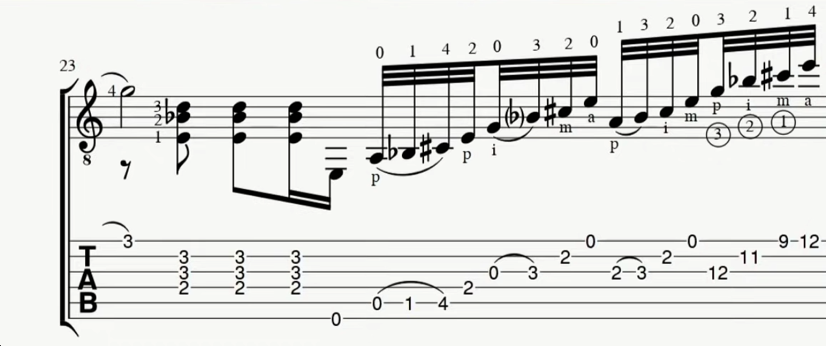 23
0 1 4 2 0 3 2 0 1 3 2 0 3 2 1 4
4
3
2
1
8
p p i m a p i m p i m a
3 2 1
3 0 0 9 12
3 3 3 2 2 11
T 3 3 3 0 3 2 3 12
A 2 2 2 2
B 0 1 4
0